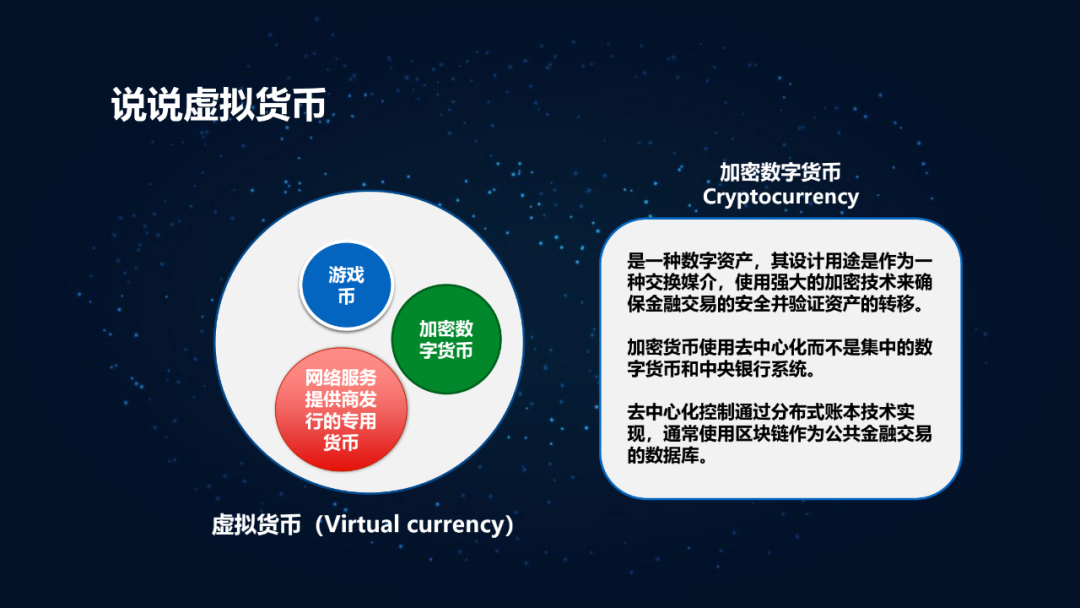 说说虚拟货币
游戏
币
加密数
字货币
网络服务
提供商发
行的专用
货币
虚拟货币（Virtual currency）
加密数字货币
Cryptocurrency
是一种数字资产，其设计用途是作为一
种交换媒介，使用强大的加密技术来确
保金融交易的安全并验证资产的转移。
加密货币使用去中心化而不是集中的数
字货币和中央银行系统。
去中心化控制通过分布式账本技术实
现，通常使用区块链作为公共金融交易
的数据库。